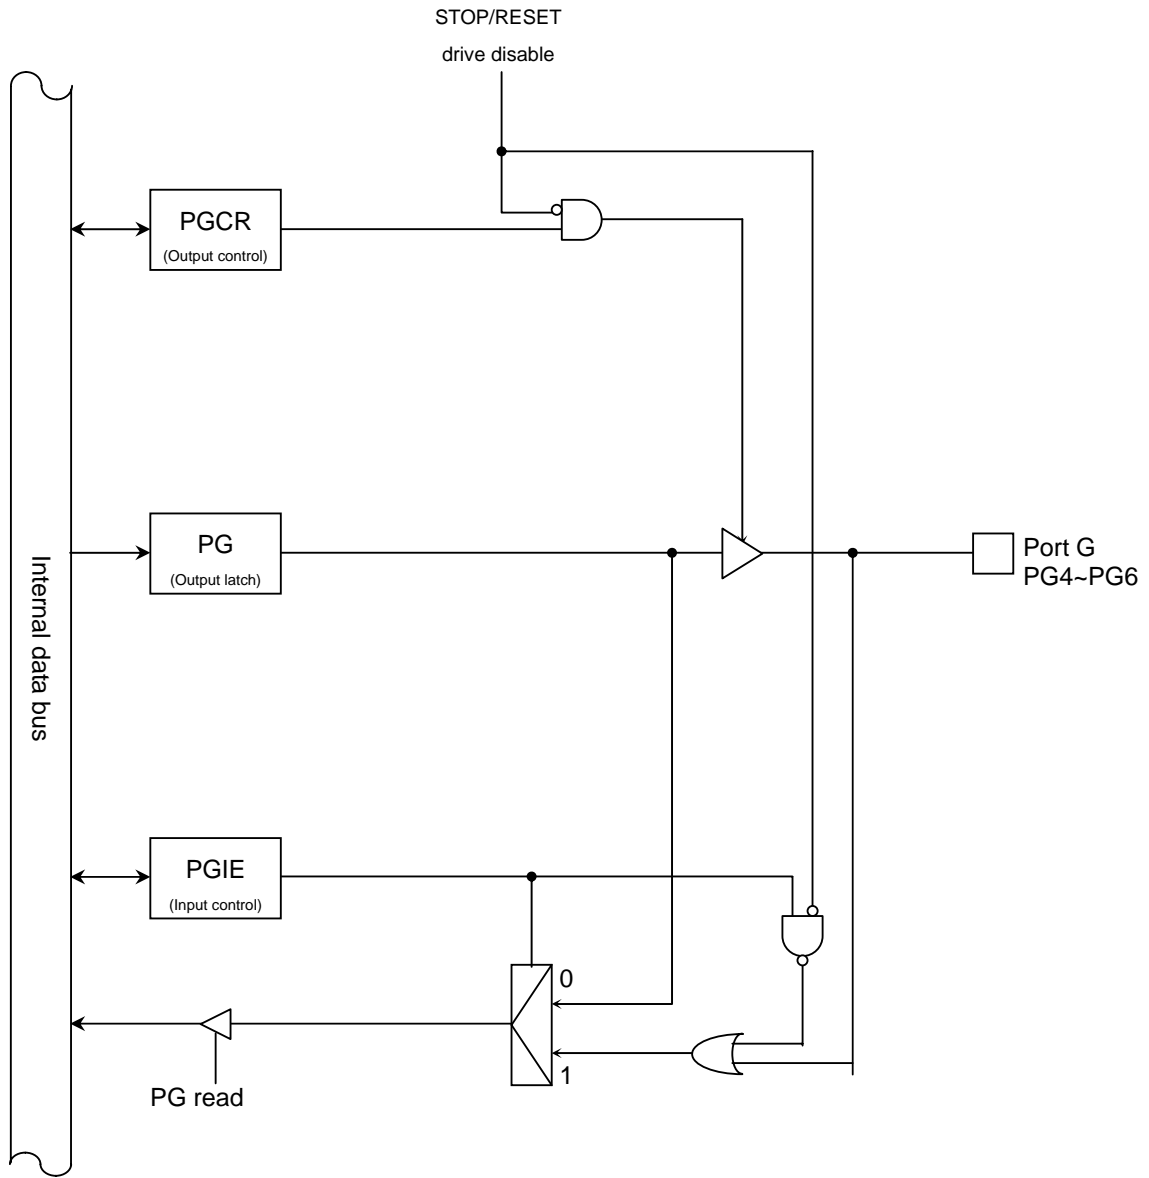 STOP/RESET
drive disable
PGCR
(Output control)
PG
(Output latch)
Port G
PG4~PG6
Internal data bus
PGIE
(Input control)
0
1
PG read